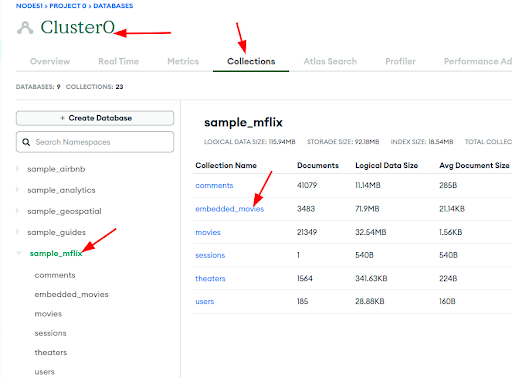 NODE51 > PROJECT 0 > DATABASES
Cluster0
Overview Real Time Metrics Collections Atlas Search Profiler Performance Ad
DATABASES: 9 COLLECTIONS: 23
+ Create Database
Search Namespaces
sample_airbnb
sample_analytics
sample_geospatial
sample_guides
sample_mflix
comments
embedded_movies
movies
sessions
theaters
users
sample_mflix
LOGICAL DATA SIZE: 115.94MB STORAGE SIZE: 92.18MB INDEX SIZE: 18.54MB TOTAL COLLEC
Collection Name Documents Logical Data Size Avg Document Size
comments 41079 11.14MB 285B
embedded_movies 3483 71.9MB 21.14KB
movies 21349 32.54MB 1.56KB
sessions 1 540B 540B
theaters 1564 341.63KB 224B
users 185 28.88KB 160B